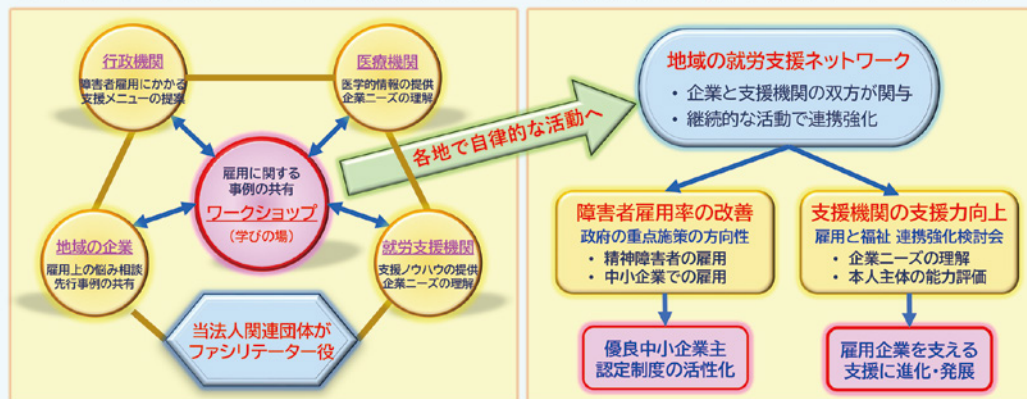 行政機関
障害者雇用にかかる
支援メニューの提案
医療機関
医学的情報の提供
企業ニーズの理解
雇用に関する
事例の共有
ワークショップ
(学びの場)
地域の企業
雇用上の悩み相談
先行事例の共有
就労支援機関
支援ノウハウの提供
企業ニーズの理解
当法人関連団体が
ファシリテーター役
各地で自律的な活動へ
地域の就労支援ネットワーク
・ 企業と支援機関の双方が関与
・ 継続的な活動で連携強化
障害者雇用率の改善
政府の重点施策の方向性
・ 精神障害者の雇用
・ 中小企業での雇用
支援機関の支援力向上
雇用と福祉 連携強化検討会
・ 企業ニーズの理解
・ 本人主体の能力評価
優良中小企業主
認定制度の活性化
雇用企業を支える
支援に進化・発展